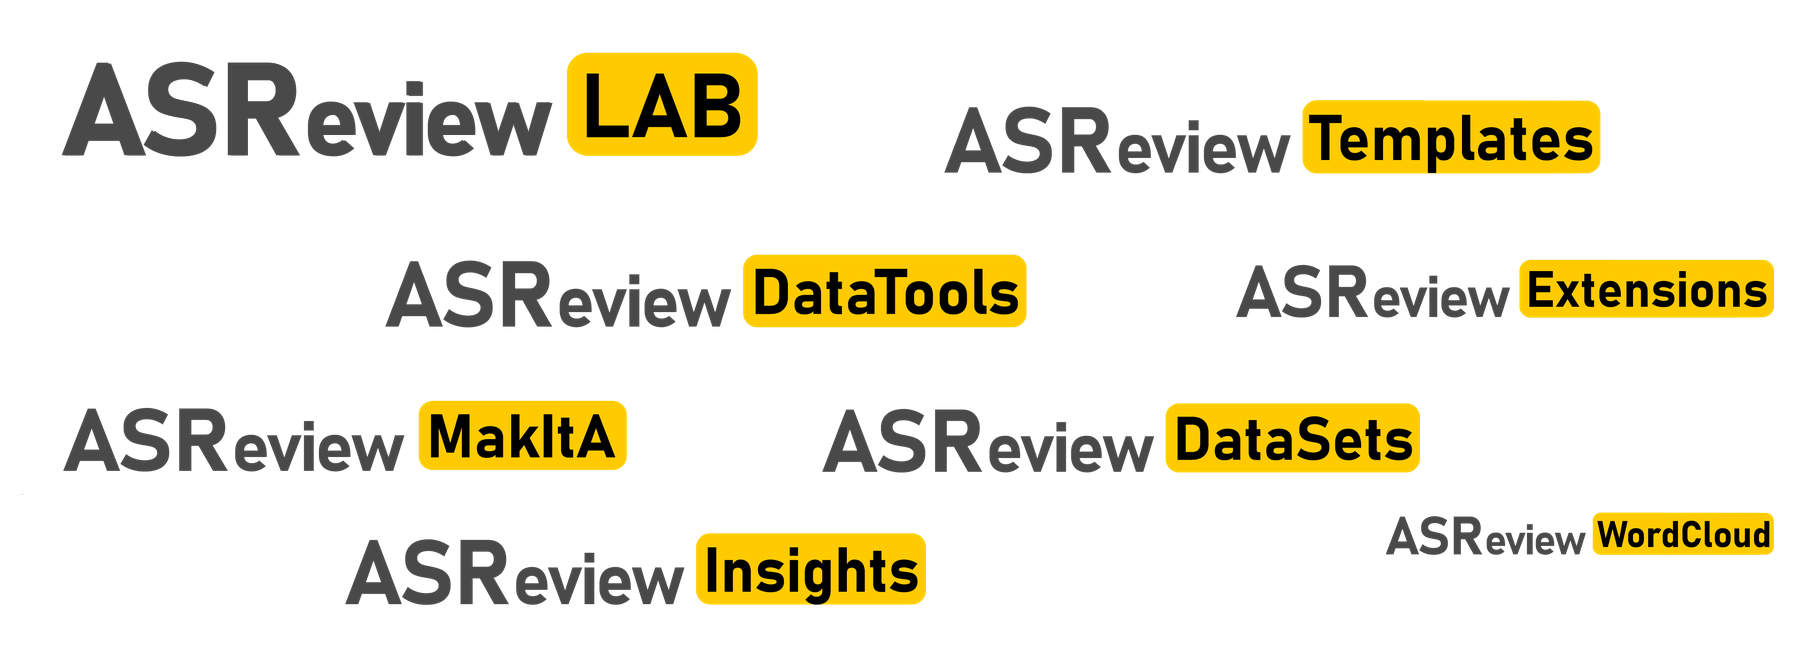 ASReview LAB
ASReview Templates
ASReview DataTools
ASReview Extensions
ASReview MakItA
ASReview DataSets
ASReview WordCloud
ASReview Insights